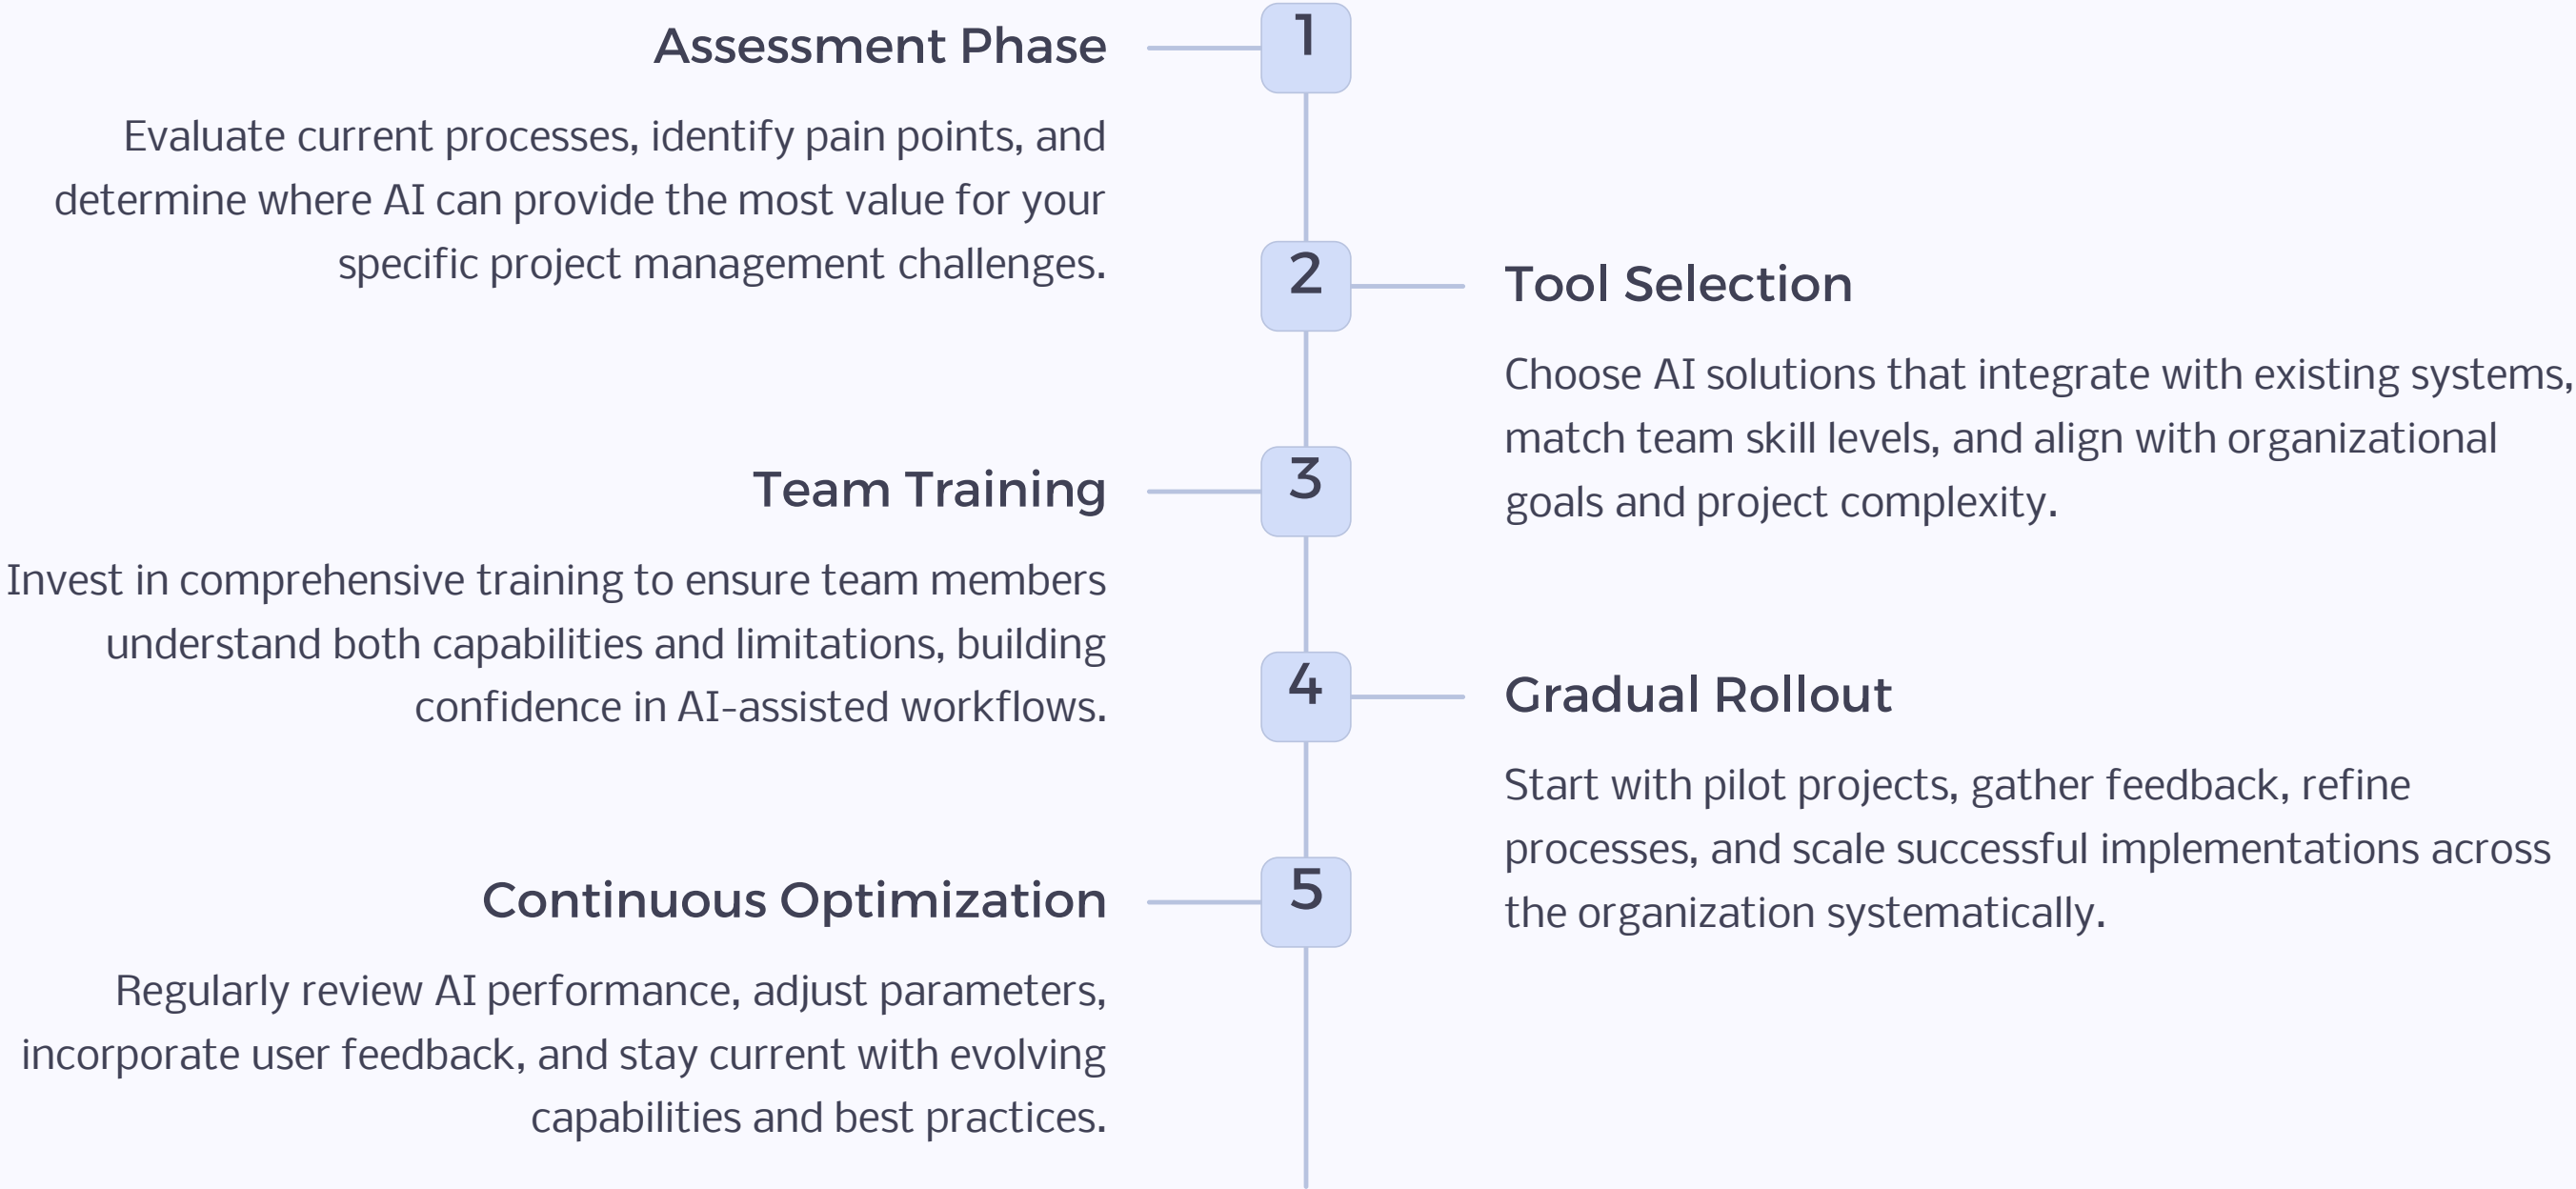 1
Assessment Phase
Evaluate current processes, identify pain points, and
determine where AI can provide the most value for your
specific project management challenges.
2
Tool Selection
Choose AI solutions that integrate with existing systems,
match team skill levels, and align with organizational
goals and project complexity.
3
Team Training
Invest in comprehensive training to ensure team members
understand both capabilities and limitations, building
confidence in AI-assisted workflows.
4
Gradual Rollout
Start with pilot projects, gather feedback, refine
processes, and scale successful implementations across
the organization systematically.
5
Continuous Optimization
Regularly review AI performance, adjust parameters,
incorporate user feedback, and stay current with evolving
capabilities and best practices.